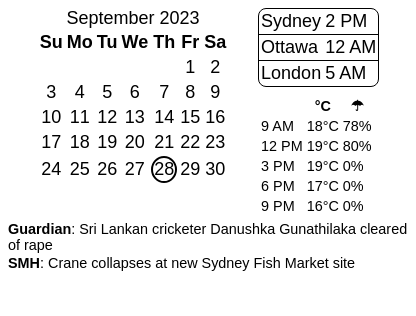 September 2023
Su Mo Tu We Th Fr Sa
1 2
3 4 5 6 7 8 9
10 11 12 13 14 15 16
17 18 19 20 21 22 23
24 25 26 27 28 29 30
Sydney 2 PM
Ottawa 12 AM
London 5 AM
°C ☂
9 AM 18°C 78%
12 PM 19°C 80%
3 PM 19°C 0%
6 PM 17°C 0%
9 PM 16°C 0%
Guardian: Sri Lankan cricketer Danushka Gunathilaka cleared
of rape
SMH: Crane collapses at new Sydney Fish Market site